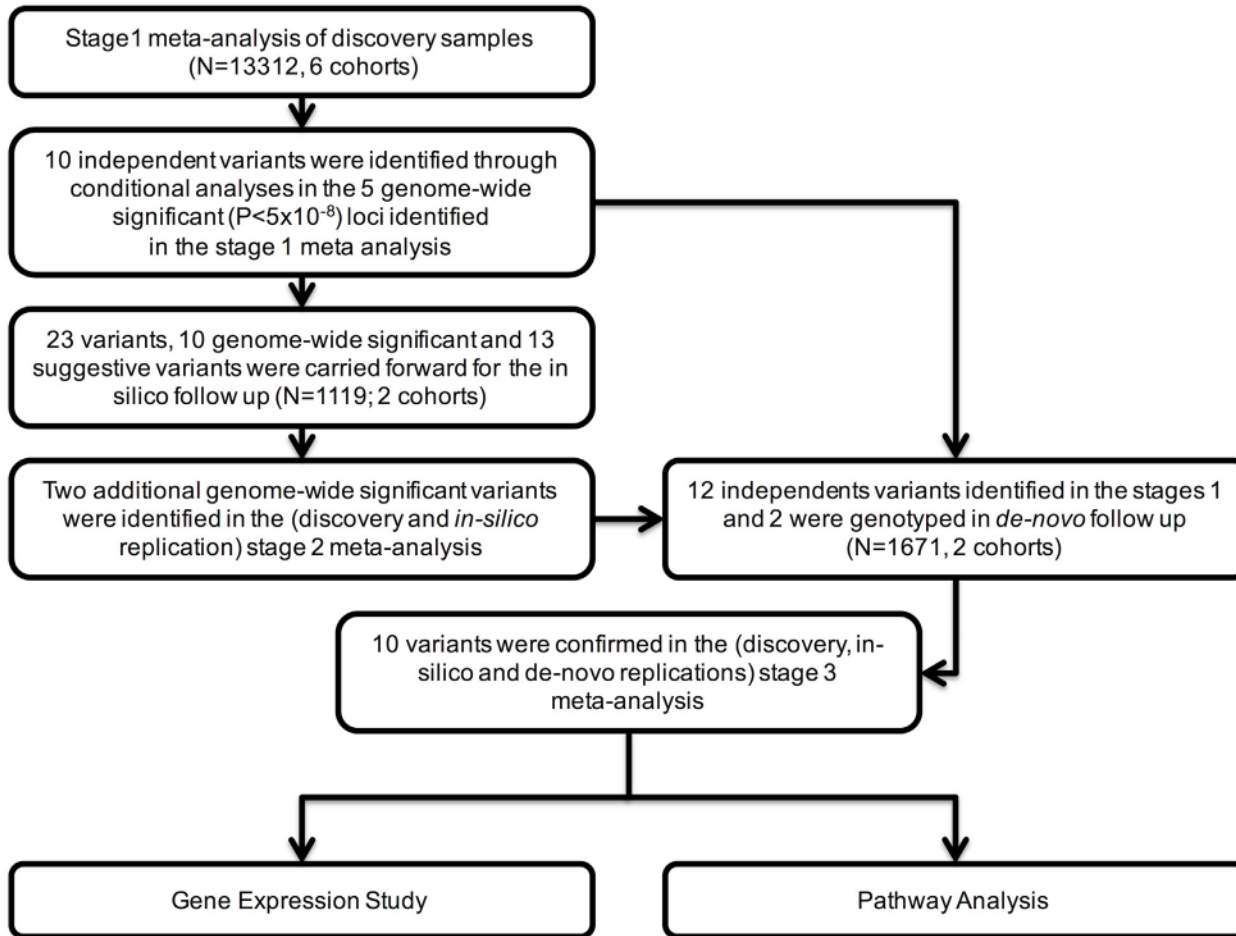 Stage1 meta-analysis of discovery samples
(N=13312, 6 cohorts)
10 independent variants were identified through
conditional analyses in the 5 genome-wide
significant (P<5x10⁻⁸) loci identified
in the stage 1 meta analysis
23 variants, 10 genome-wide significant and 13
suggestive variants were carried forward for the in
silico follow up (N=1119; 2 cohorts)
Two additional genome-wide significant variants
were identified in the (discovery and in-silico
replication) stage 2 meta-analysis
12 independents variants identified in the stages 1
and 2 were genotyped in de-novo follow up
(N=1671, 2 cohorts)
10 variants were confirmed in the (discovery, in-
silico and de-novo replications) stage 3
meta-analysis
Gene Expression Study
Pathway Analysis